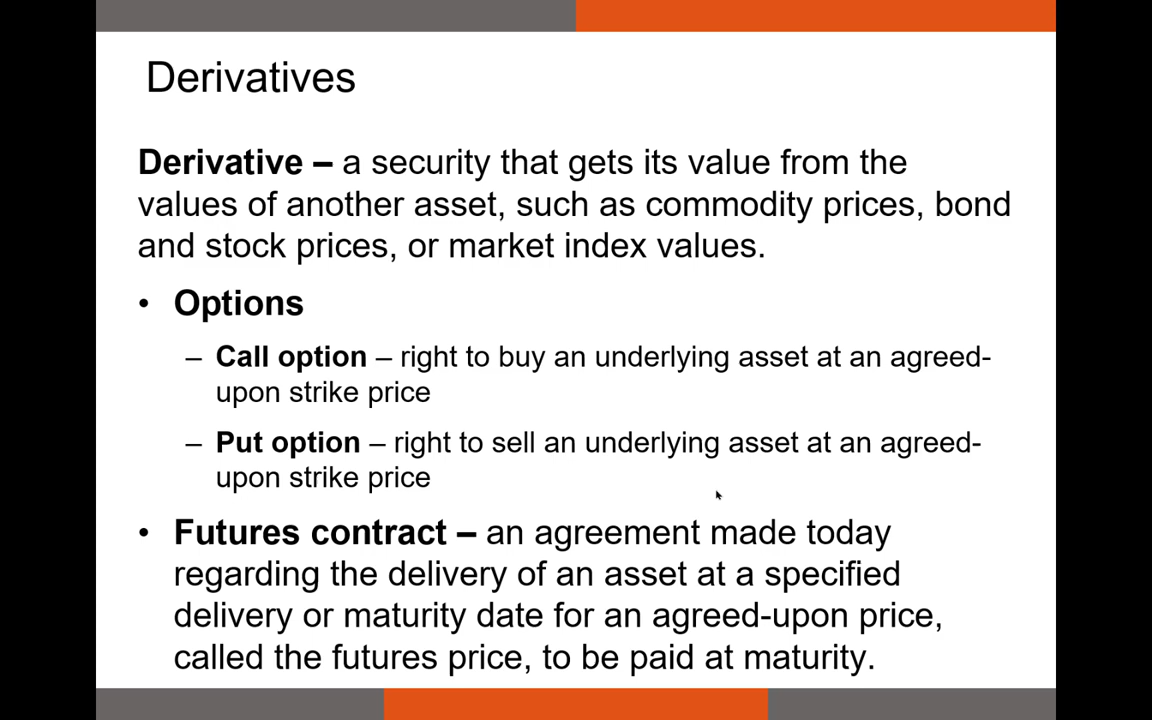 Derivatives
Derivative – a security that gets its value from the
values of another asset, such as commodity prices, bond
and stock prices, or market index values.
• Options
– Call option – right to buy an underlying asset at an agreed-
upon strike price
– Put option – right to sell an underlying asset at an agreed-
upon strike price
• Futures contract – an agreement made today
regarding the delivery of an asset at a specified
delivery or maturity date for an agreed-upon price,
called the futures price, to be paid at maturity.